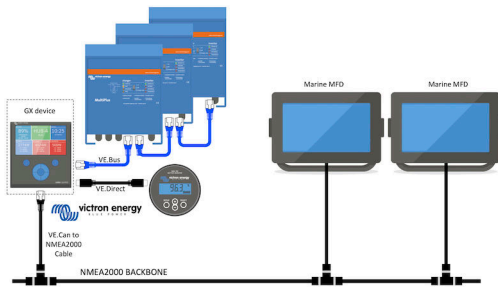 Marine MFD
Marine MFD
GX device
MultiPlus
VE.Bus
VE.Direct
victron energy
BLUE POWER
VE.Can to
NMEA2000
Cable
NMEA2000 BACKBONE